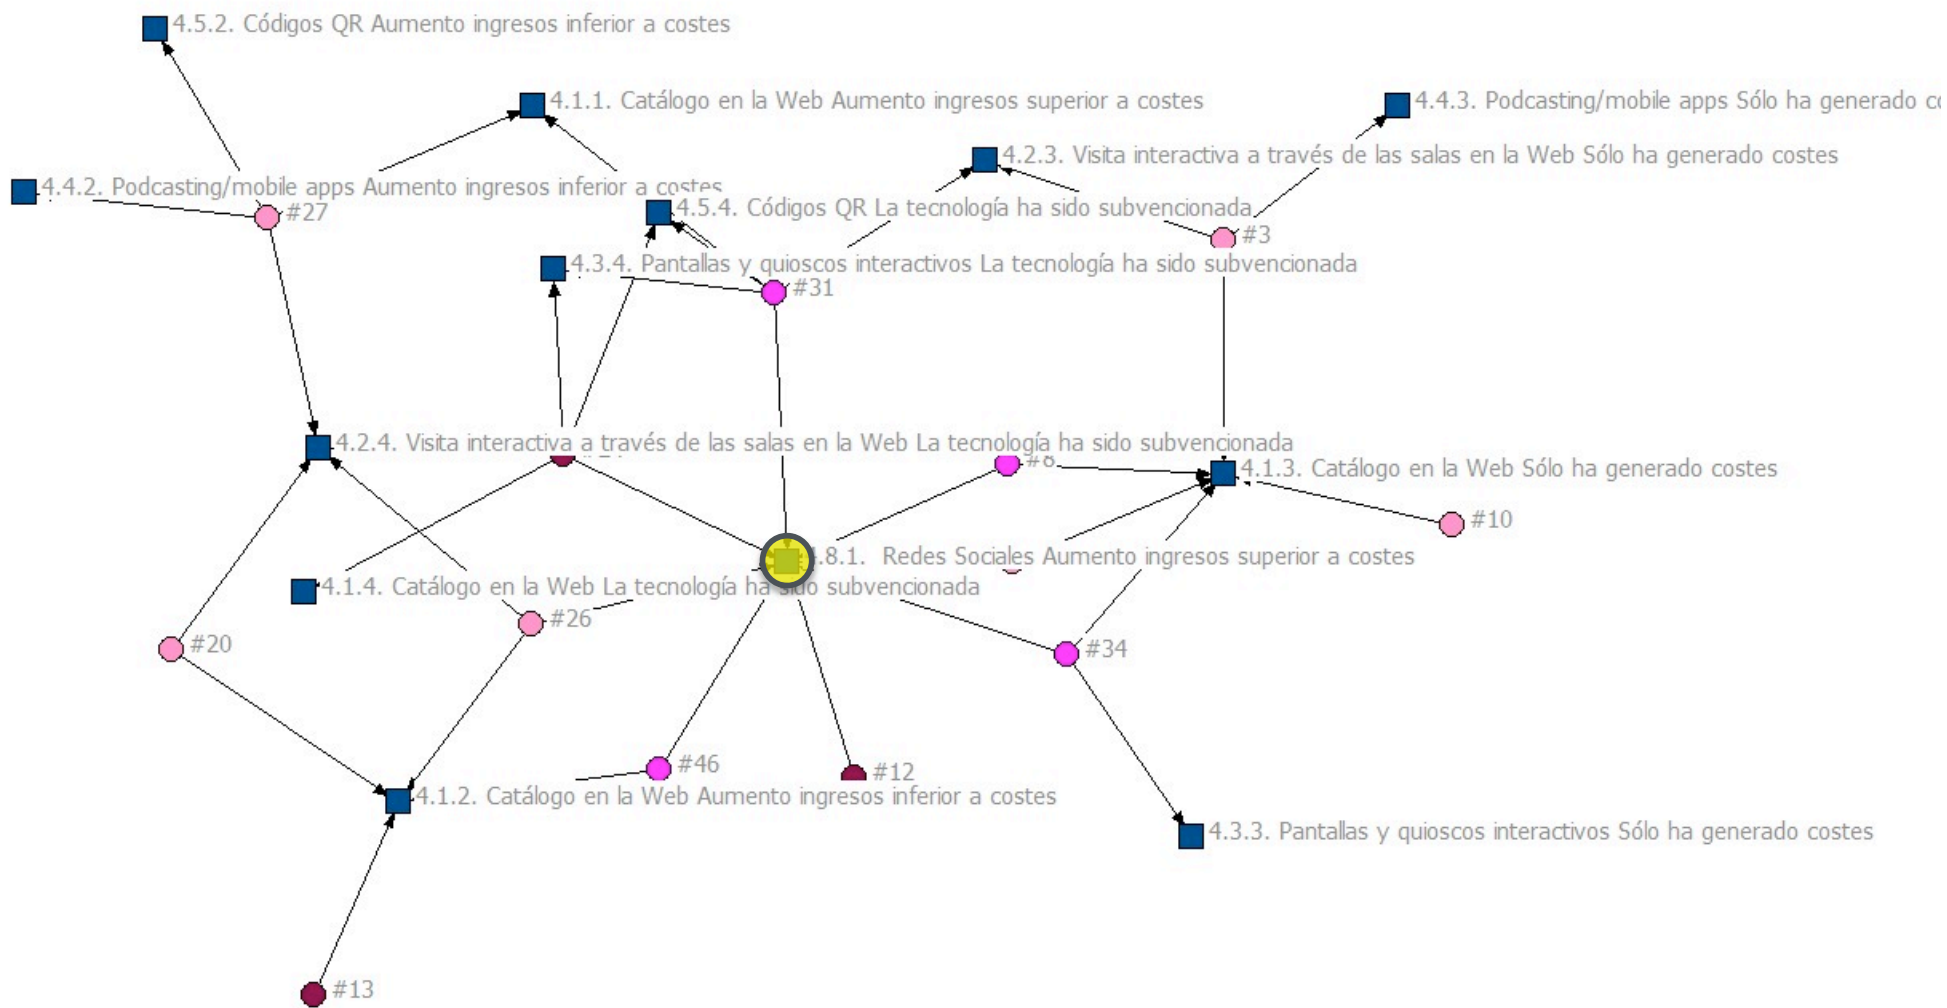 4.5.2. Códigos QR Aumento ingresos inferior a costes
4.1.1. Catálogo en la Web Aumento ingresos superior a costes
4.4.3. Podcasting/mobile apps Sólo ha generado
4.2.3. Visita interactiva a través de las salas en la Web Sólo ha generado costes
4.4.2. Podcasting/mobile apps Aumento ingresos inferior a costes
#27
4.5.4. Códigos QR La tecnología ha sido subvencionada
#3
4.3.4. Pantallas y quioscos interactivos La tecnología ha sido subvencionada
#31
4.2.4. Visita interactiva a través de las salas en la Web La tecnología ha sido subvencionada
4.1.3. Catálogo en la Web Sólo ha generado costes
#10
.8.1. Redes Sociales Aumento ingresos superior a costes
4.1.4. Catálogo en la Web La tecnología ha sido subvencionada
#26
#20
#34
#46
#12
4.1.2. Catálogo en la Web Aumento ingresos inferior a costes
4.3.3. Pantallas y quioscos interactivos Sólo ha generado costes
#13